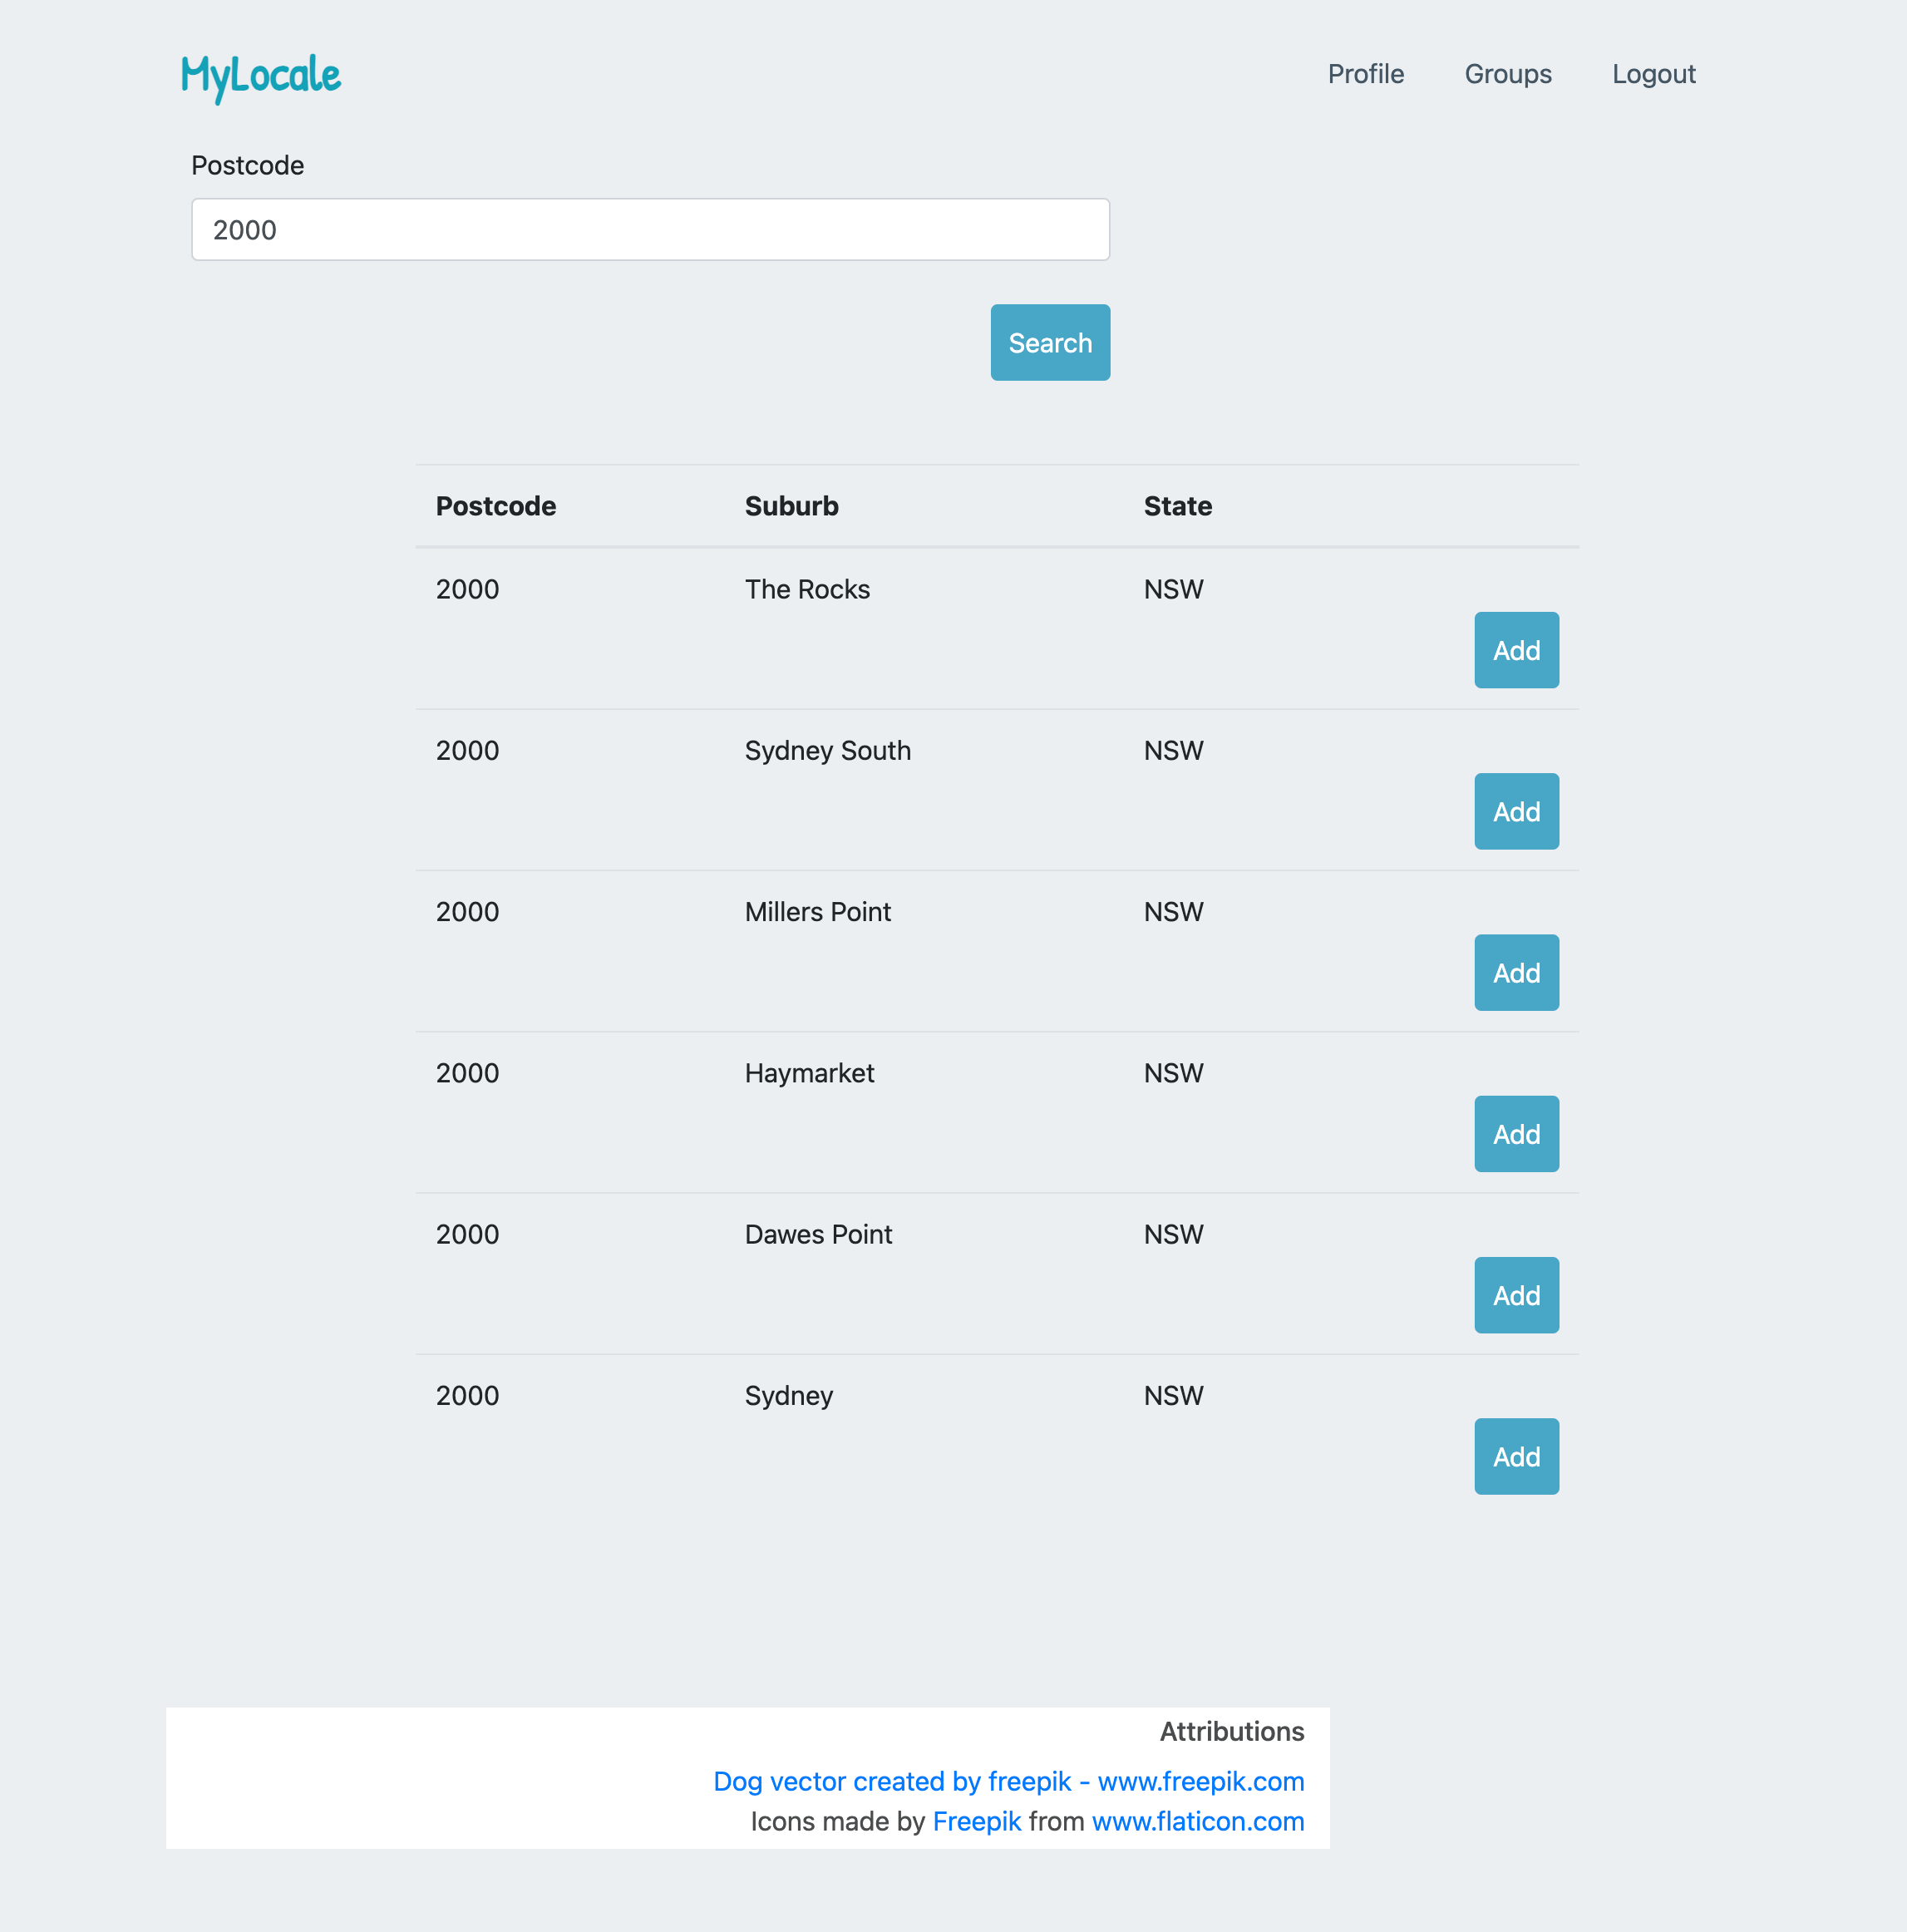 MyLocale Profile Groups Logout
Postcode
2000
Search
Postcode Suburb State
2000 The Rocks NSW
Add
2000 Sydney South NSW
Add
2000 Millers Point NSW
Add
2000 Haymarket NSW
Add
2000 Dawes Point NSW
Add
2000 Sydney NSW
Add
Attributions
Dog vector created by freepik - www.freepik.com
Icons made by Freepik from www.flaticon.com